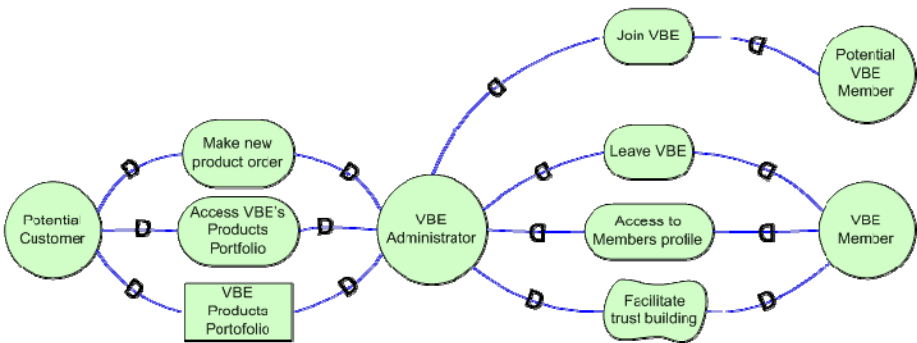 Join VBE
D
D
Potential
VBE
Member
Make new
product orcer
D
D
Leave VBE
D
D
Potential
Customer
D
Access VBE's
Products
Portfolio
D
VBE
Administrator
D
Access to
Members profile
D
VBE
Member
D
VBE
Products
Portofolio
D
D
Facilitate
trust building
D